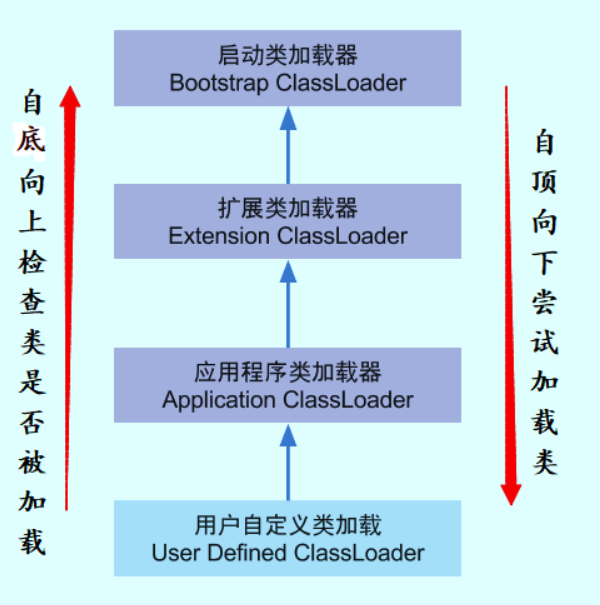 启动类加载器
Bootstrap ClassLoader
扩展类加载器
Extension ClassLoader
应用程序类加载器
Application ClassLoader
用户自定义类加载
User Defined ClassLoader
自底向上检查类是否被加载
自顶向下尝试加载类